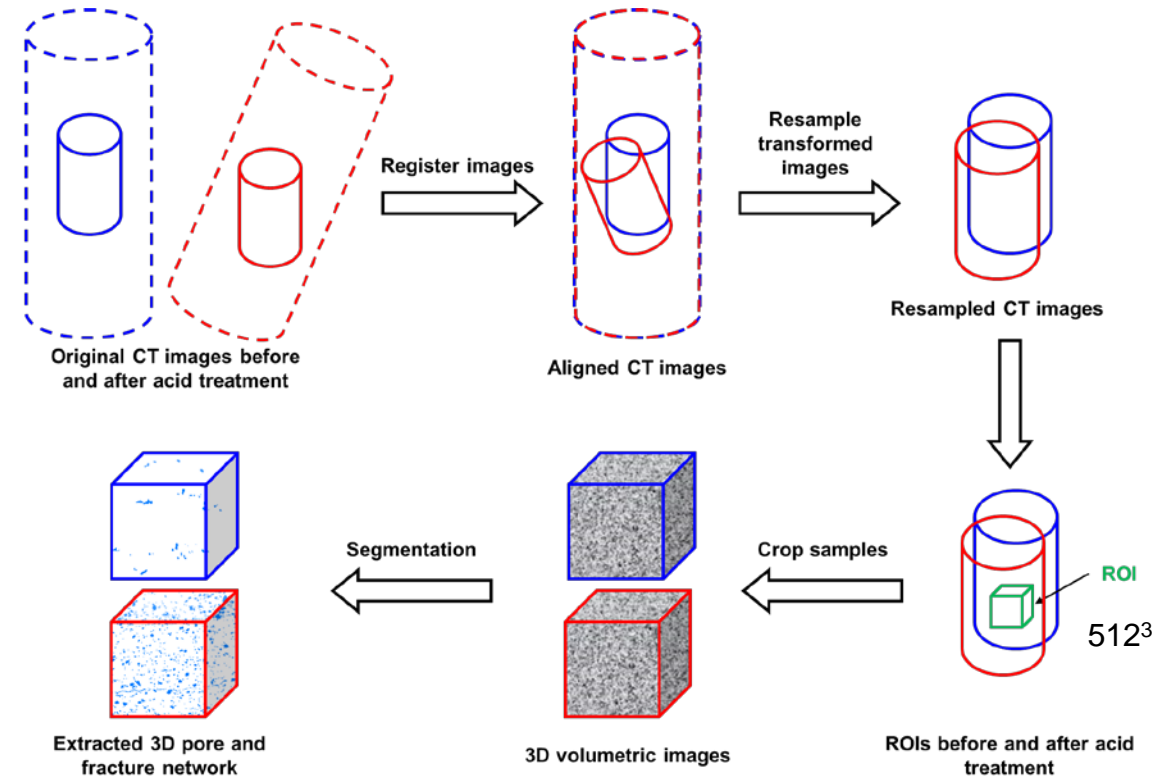 Original CT images before
and after acid treatment
Register images
Aligned CT images
Resample
transformed
images
Resampled CT images
ROI
512³
ROIs before and after acid
treatment
Crop samples
3D volumetric images
Segmentation
Extracted 3D pore and
fracture network